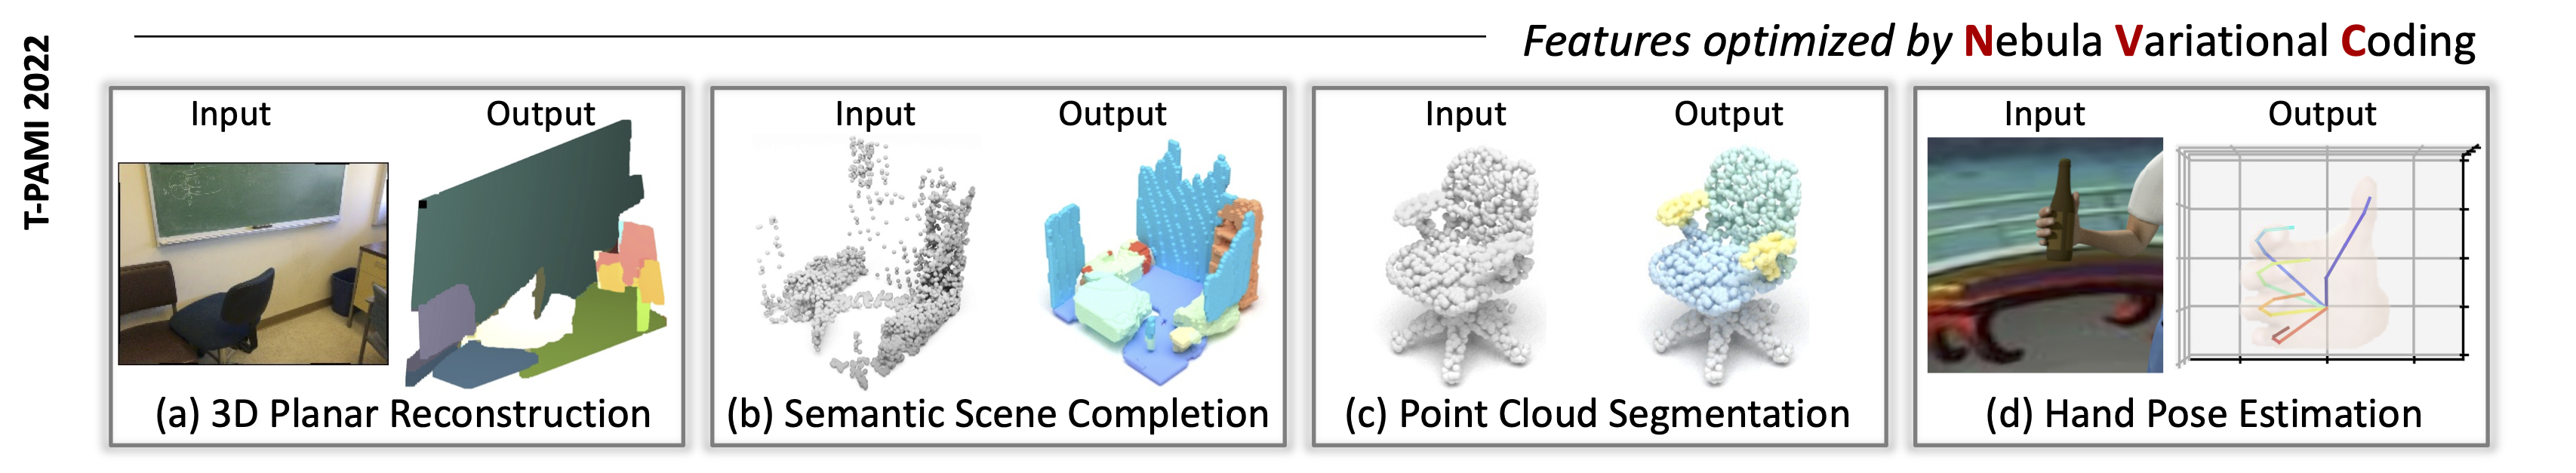 T-PAMI 2022
Features optimized by Nebula Variational Coding
Input Output
(a) 3D Planar Reconstruction
Input Output
(b) Semantic Scene Completion
Input Output
(c) Point Cloud Segmentation
Input Output
(d) Hand Pose Estimation